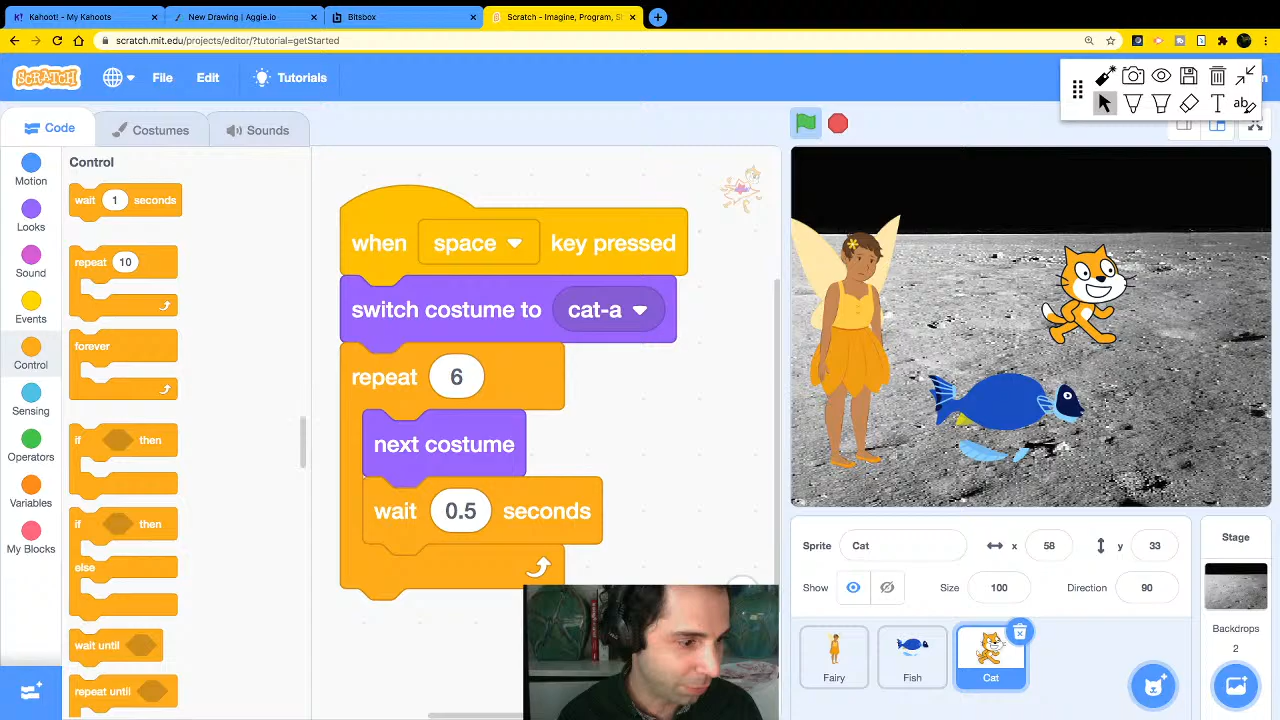 Kahoot! - My Kahoots
New Drawing | Aggie.io
Bitsbox
Scratch - Imagine, Program, S
scratch.mit.edu/projects/editor/?tutorial=getStarted
SCRATCH
File
Edit
Tutorials
Code
Costumes
Sounds
Motion
Looks
Sound
Events
Control
Sensing
Operators
Variables
My Blocks
Control
wait 1 seconds
repeat 10
forever
if then
if then
else
wait until
repeat until
when space key pressed
switch costume to cat-a
repeat 6
next costume
wait 0.5 seconds
T
ab
Sprite Cat x 58 y 33
Show Size 100 Direction 90
Fairy
Fish
Cat
Stage
Backdrops
2